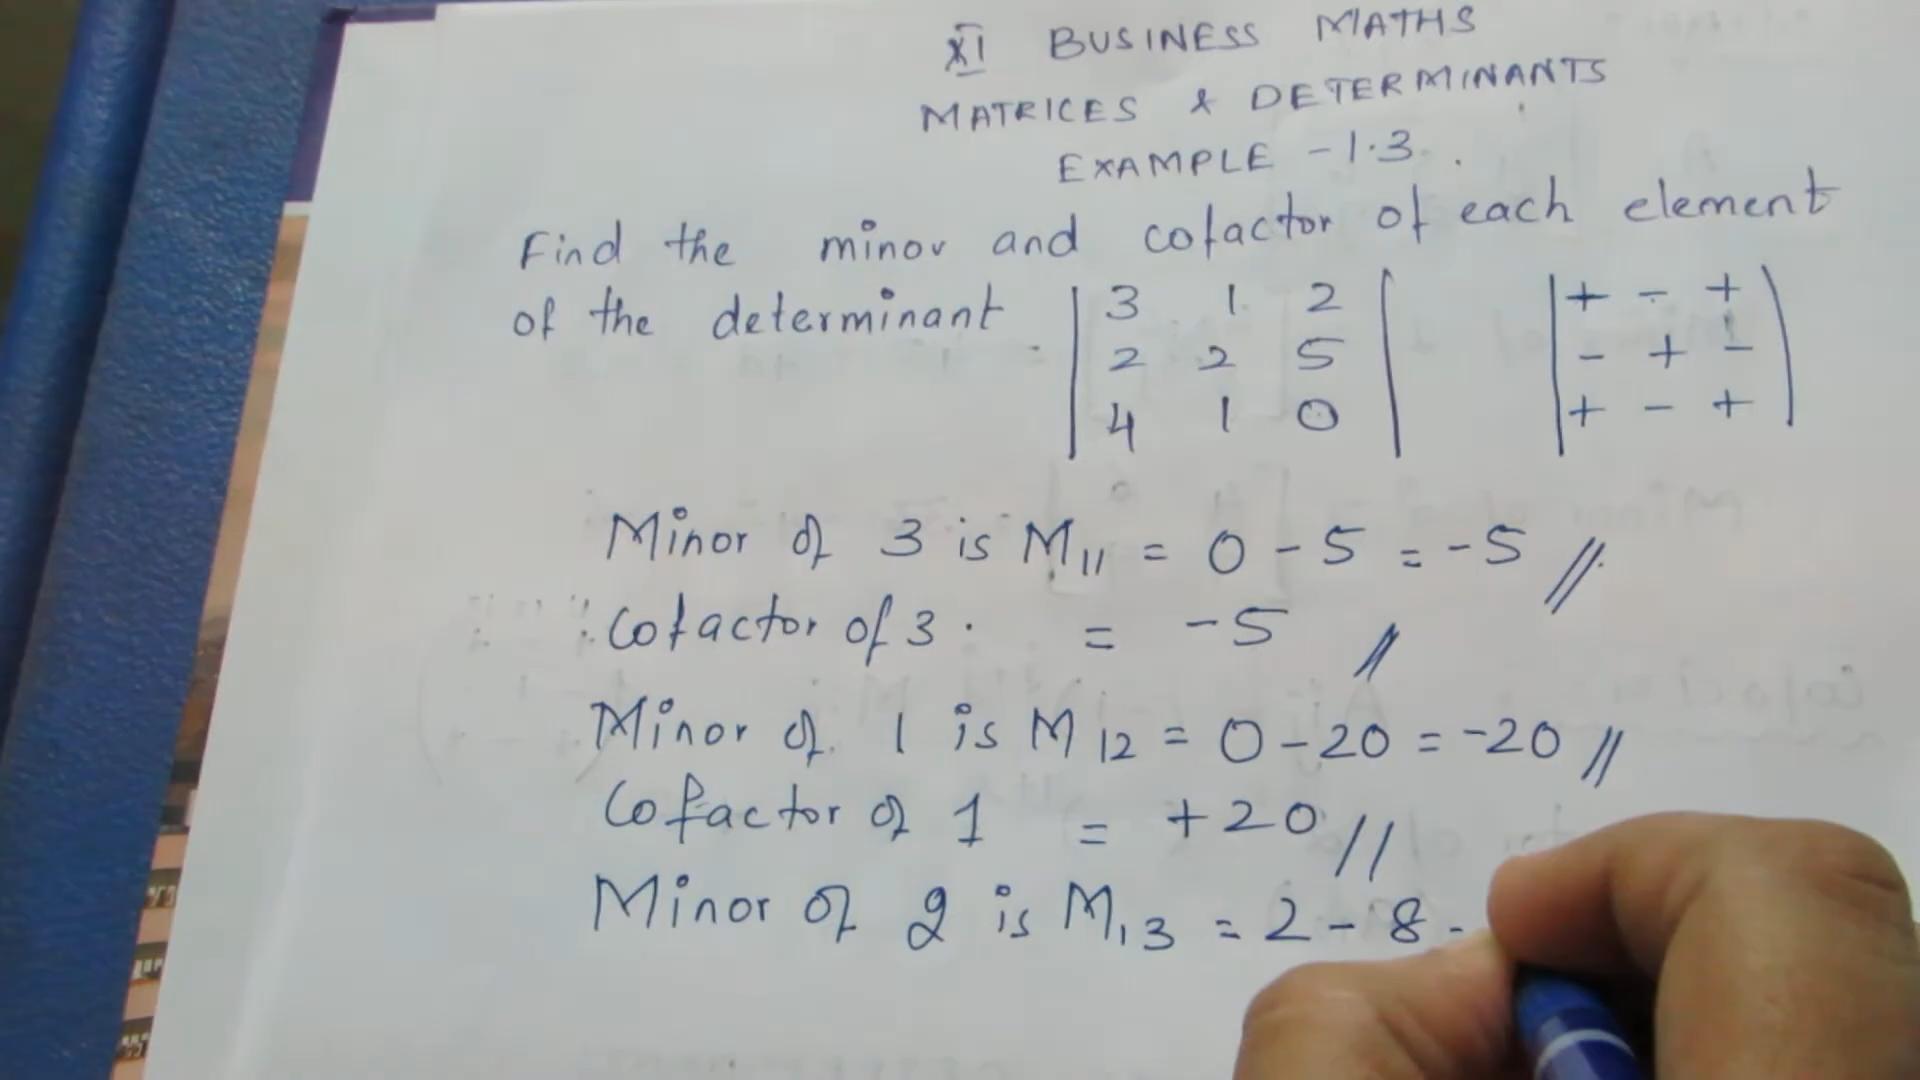 XI BUSINESS MATHS
MATRICES & DETERMINANTS
EXAMPLE - 1.3.
Find the minor and cofactor of each element
of the determinant | 3 1 2 | | + - + |
| 2 2 5 | | - + - |
| 4 1 0 | | + - + |
Minor of 3 is M11 = 0 - 5 = -5 //
Cofactor of 3. = -5 //
Minor of 1 is M12 = 0 - 20 = -20 //
Cofactor of 1 = +20 //
Minor of 2 is M13 = 2 - 8 -